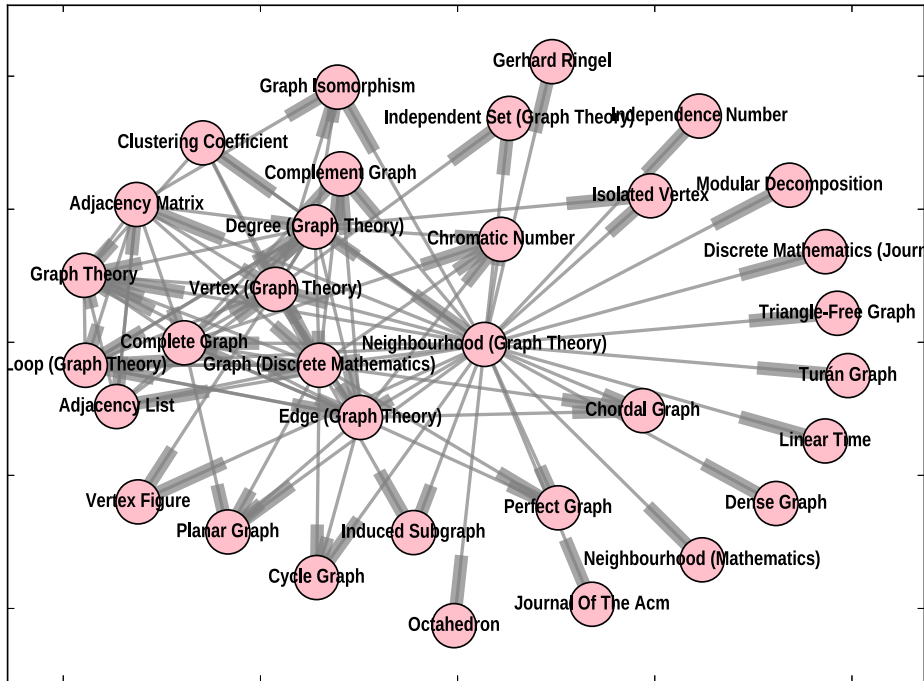 Gerhard Ringel
Graph Isomorphism
Independent Set (Graph Theory)
Independence Number
Clustering Coefficient
Complement Graph
Modular Decomposition
Isolated Vertex
Adjacency Matrix
Degree (Graph Theory)
Chromatic Number
Discrete Mathematics (Jour
Graph Theory
Vertex (Graph Theory)
Triangle-Free Graph
Complete Graph
Neighbourhood (Graph Theory)
Loop (Graph Theory)
Graph (Discrete Mathematics)
Turán Graph
Adjacency List
Edge (Graph Theory)
Chordal Graph
Linear Time
Vertex Figure
Dense Graph
Perfect Graph
Planar Graph
Induced Subgraph
Neighbourhood (Mathematics)
Cycle Graph
Journal Of The Acm
Octahedron